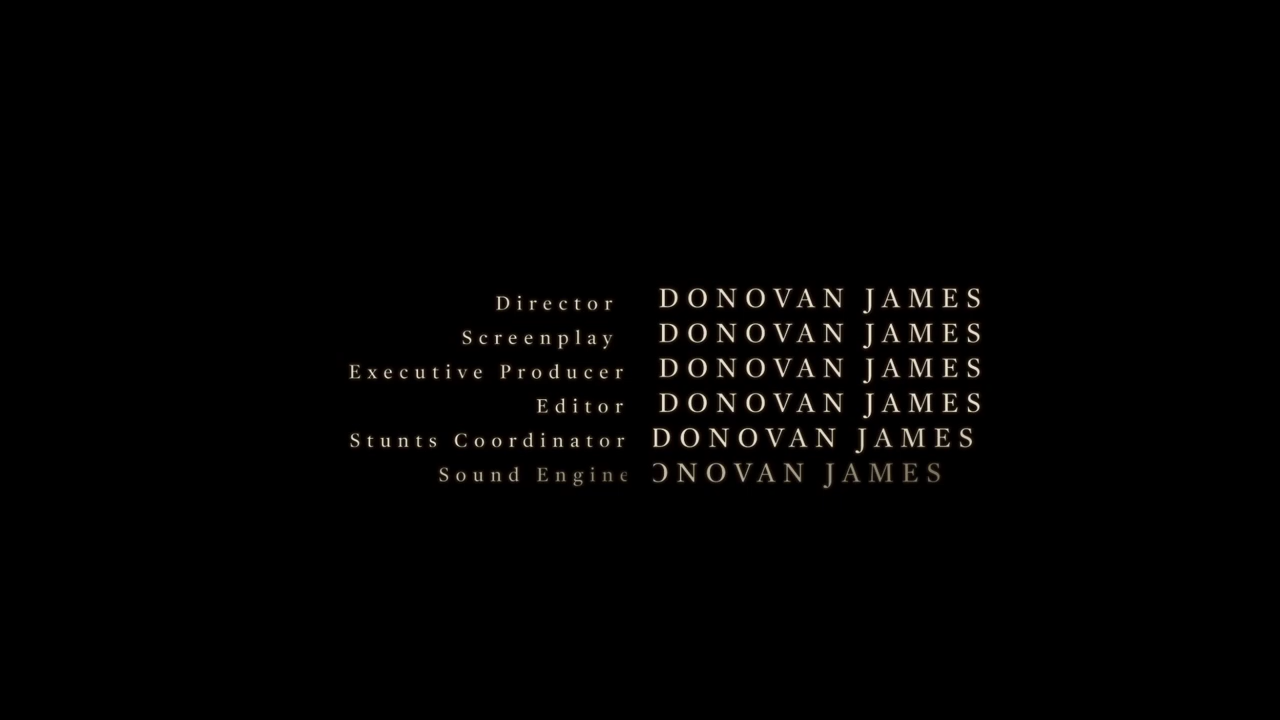 Director DONOVAN JAMES
Screenplay DONOVAN JAMES
Executive Producer DONOVAN JAMES
Editor DONOVAN JAMES
Stunts Coordinator DONOVAN JAMES
Sound Engine ONOVAN JAMES